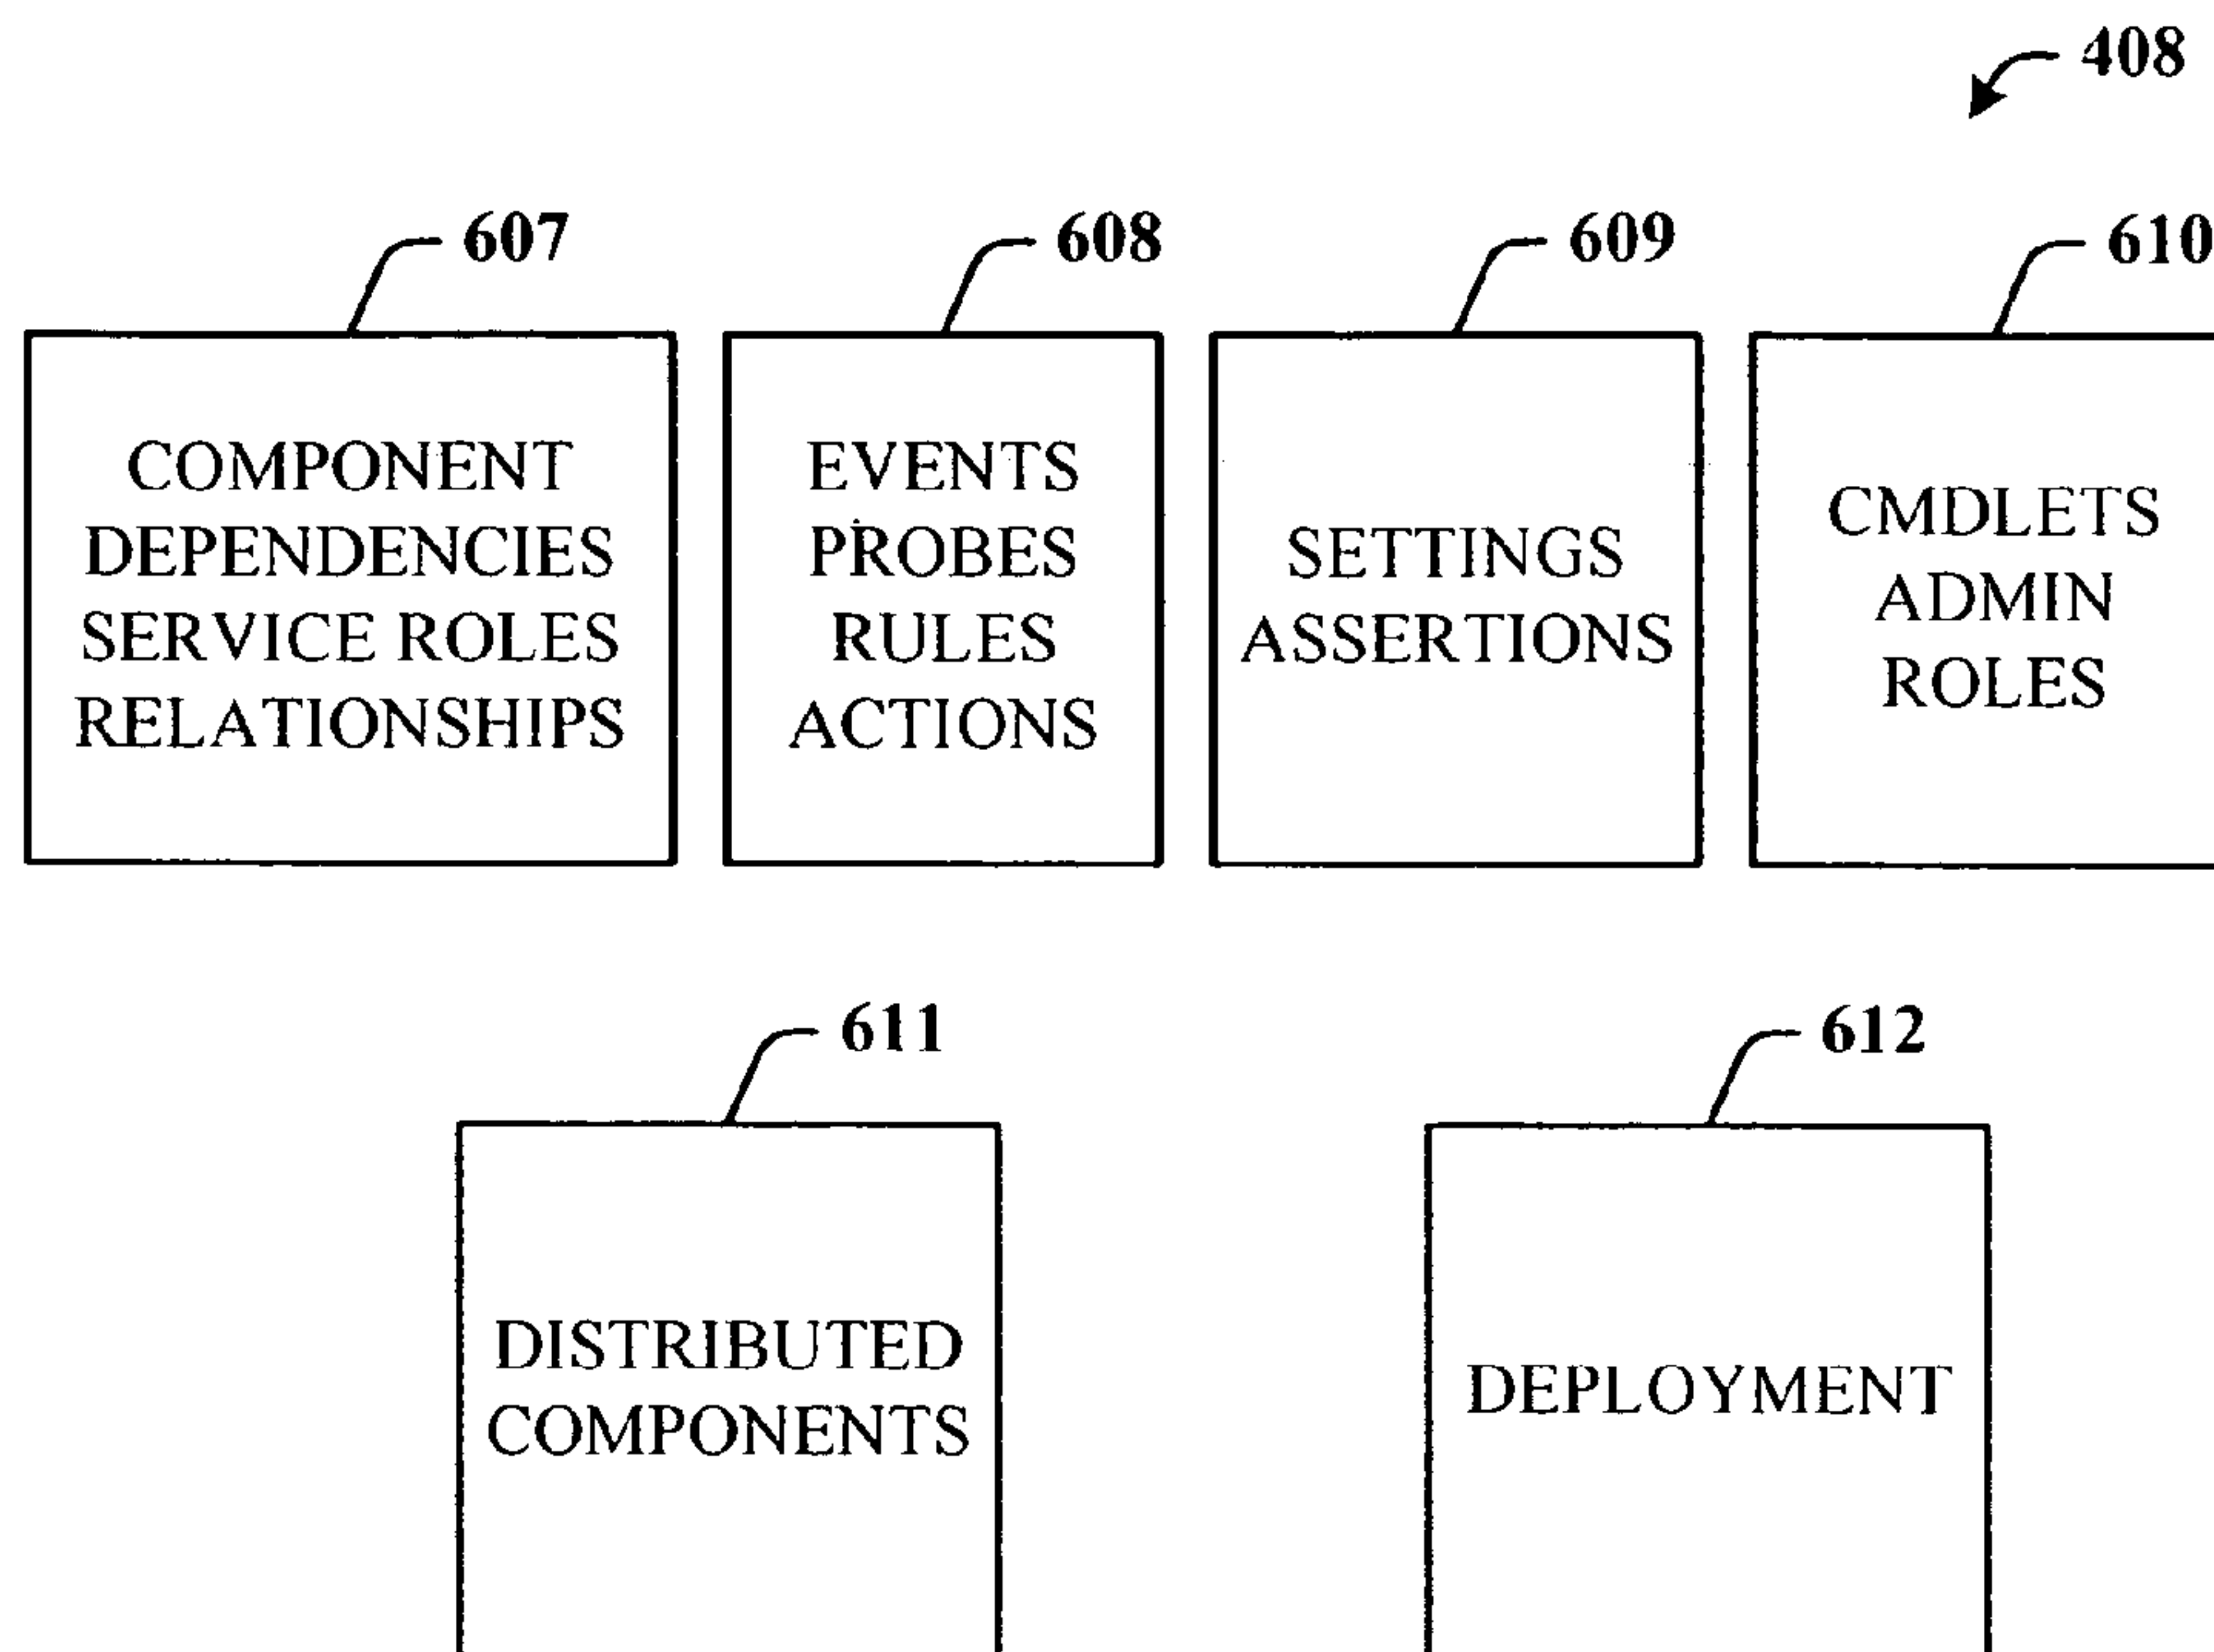 408
607
608
609
610
COMPONENT
DEPENDENCIES
SERVICE ROLES
RELATIONSHIPS
EVENTS
PROBES
RULES
ACTIONS
SETTINGS
ASSERTIONS
CMDLETS
ADMIN
ROLES
611
612
DISTRIBUTED
COMPONENTS
DEPLOYMENT